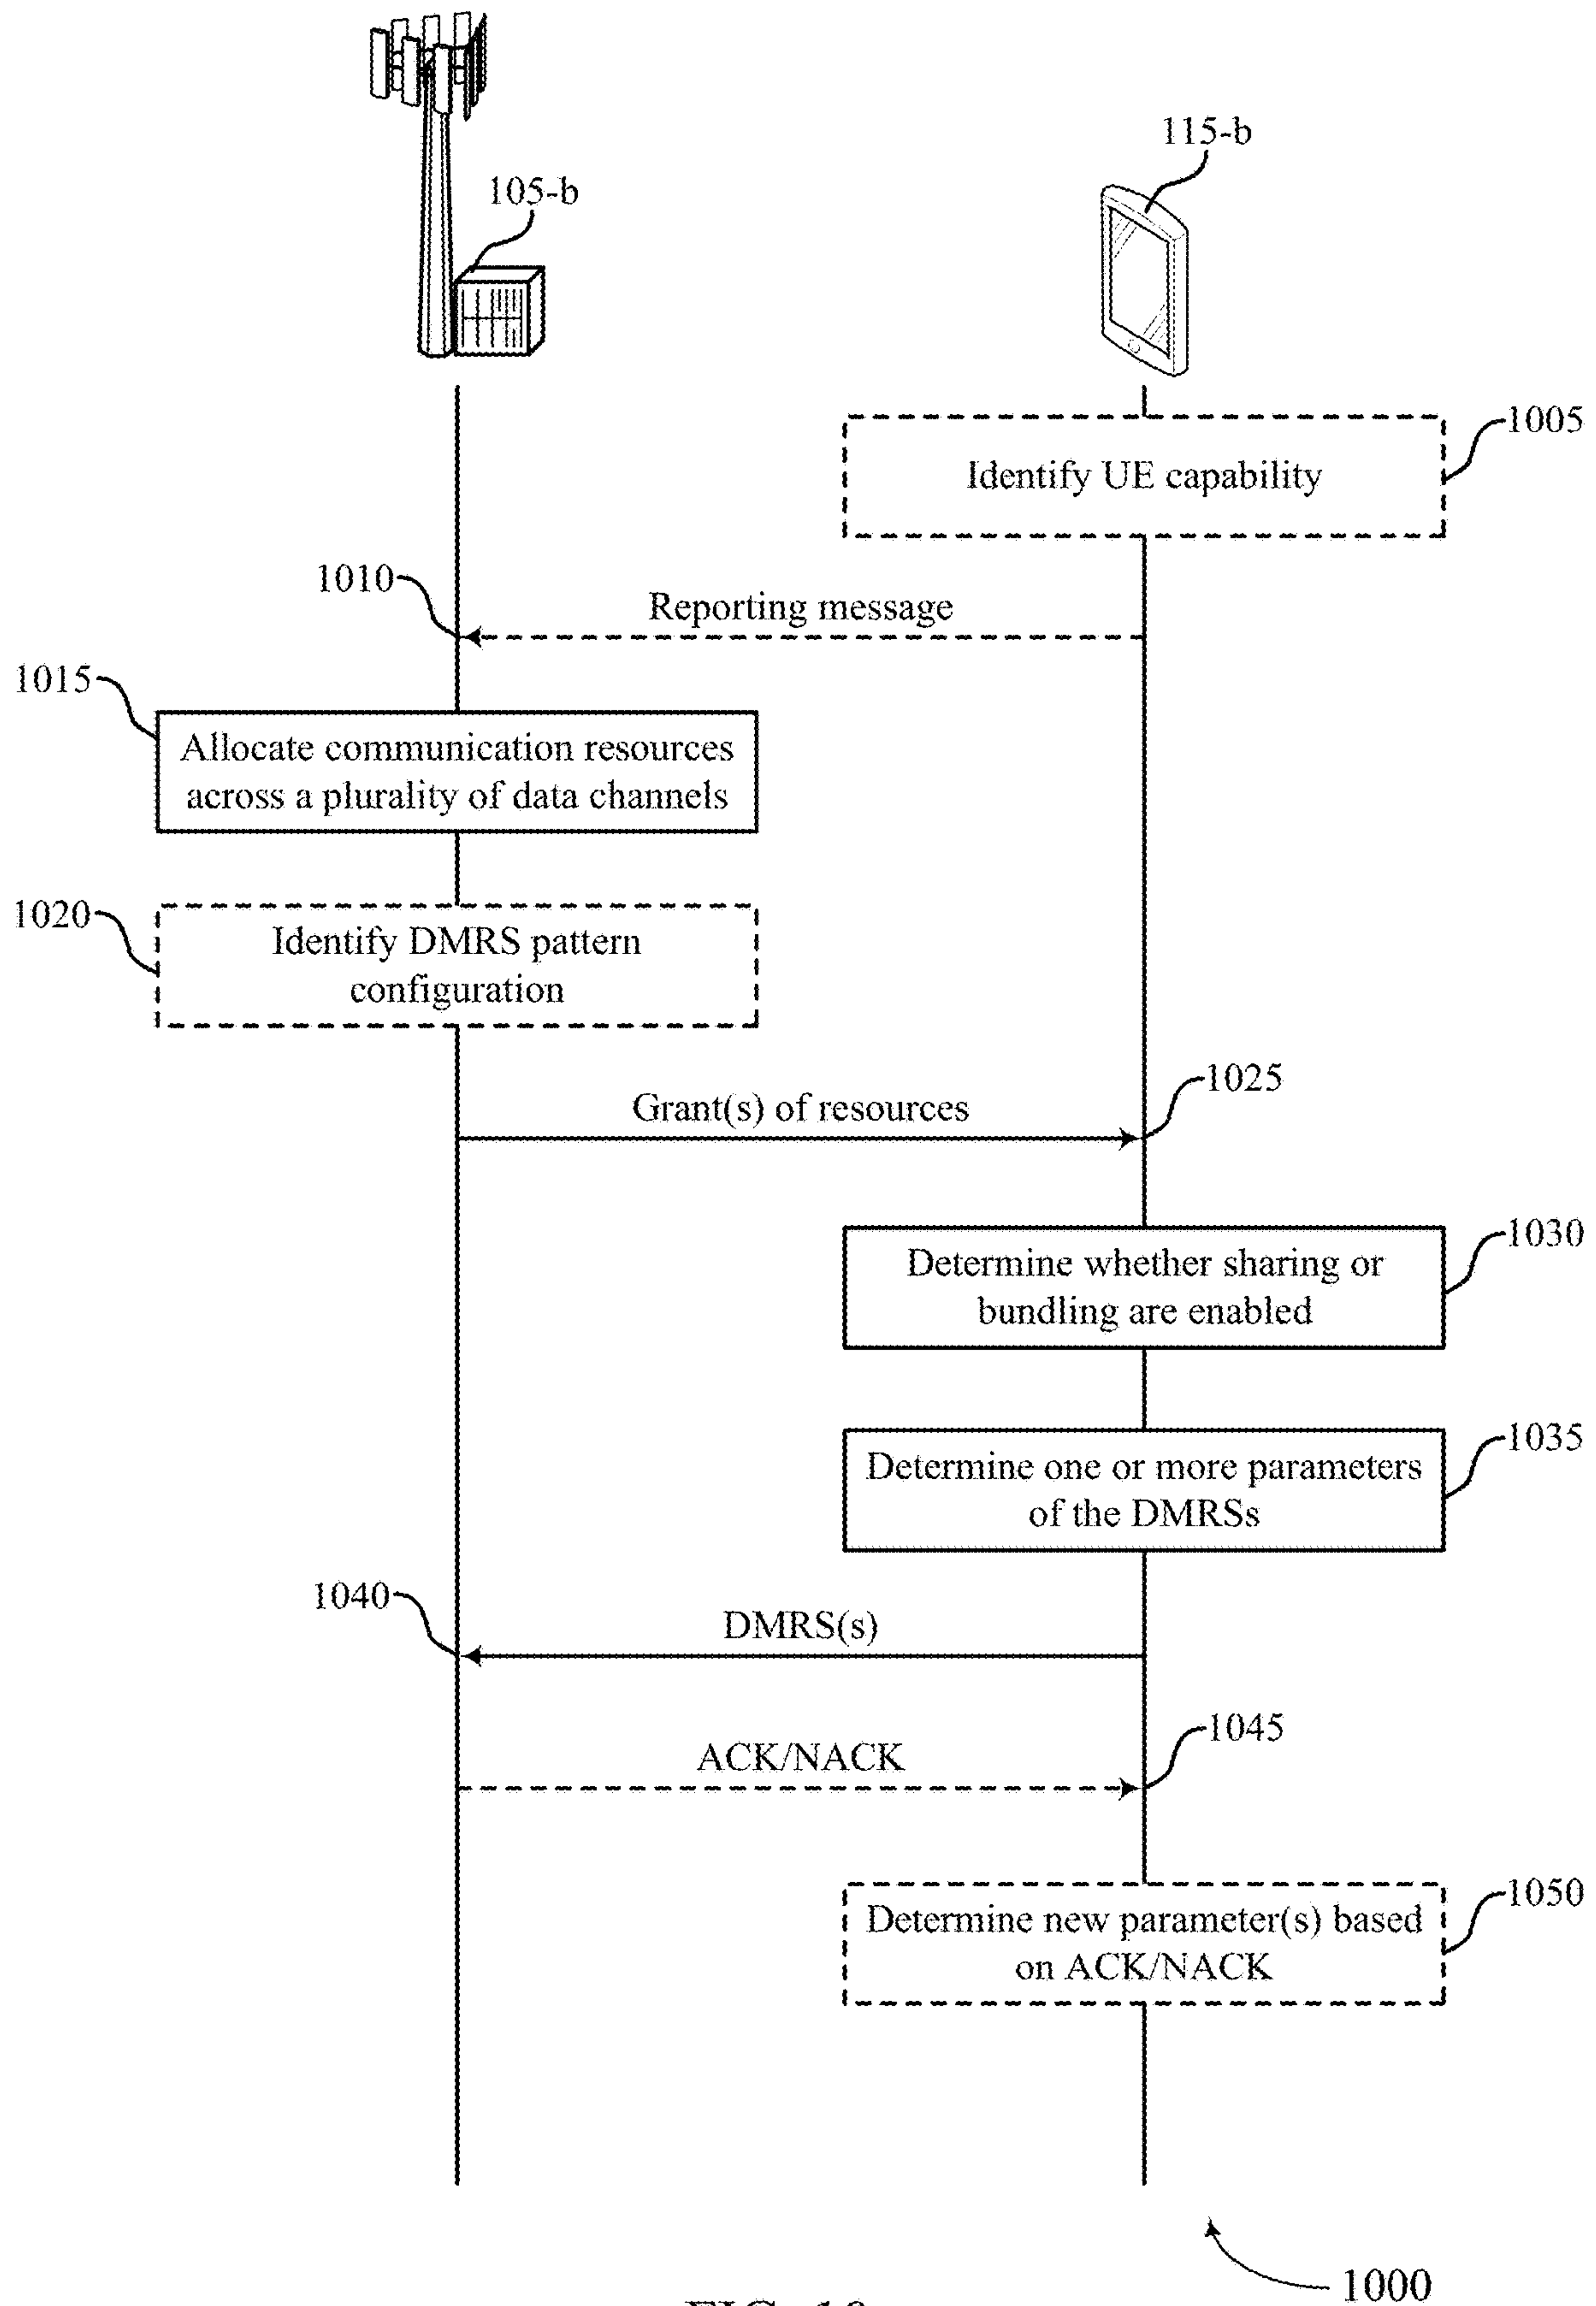 115-b
105-b
1005
Identify UE capability
1010
Reporting message
1015
Allocate communication resources
across a plurality of data channels
1020
Identify DMRS pattern
configuration
1025
Grant(s) of resources
1030
Determine whether sharing or
bundling are enabled
1035
Determine one or more parameters
of the DMRSs
1040
DMRS(s)
1045
ACK/NACK
1050
Determine new parameter(s) based
on ACK/NACK
1000